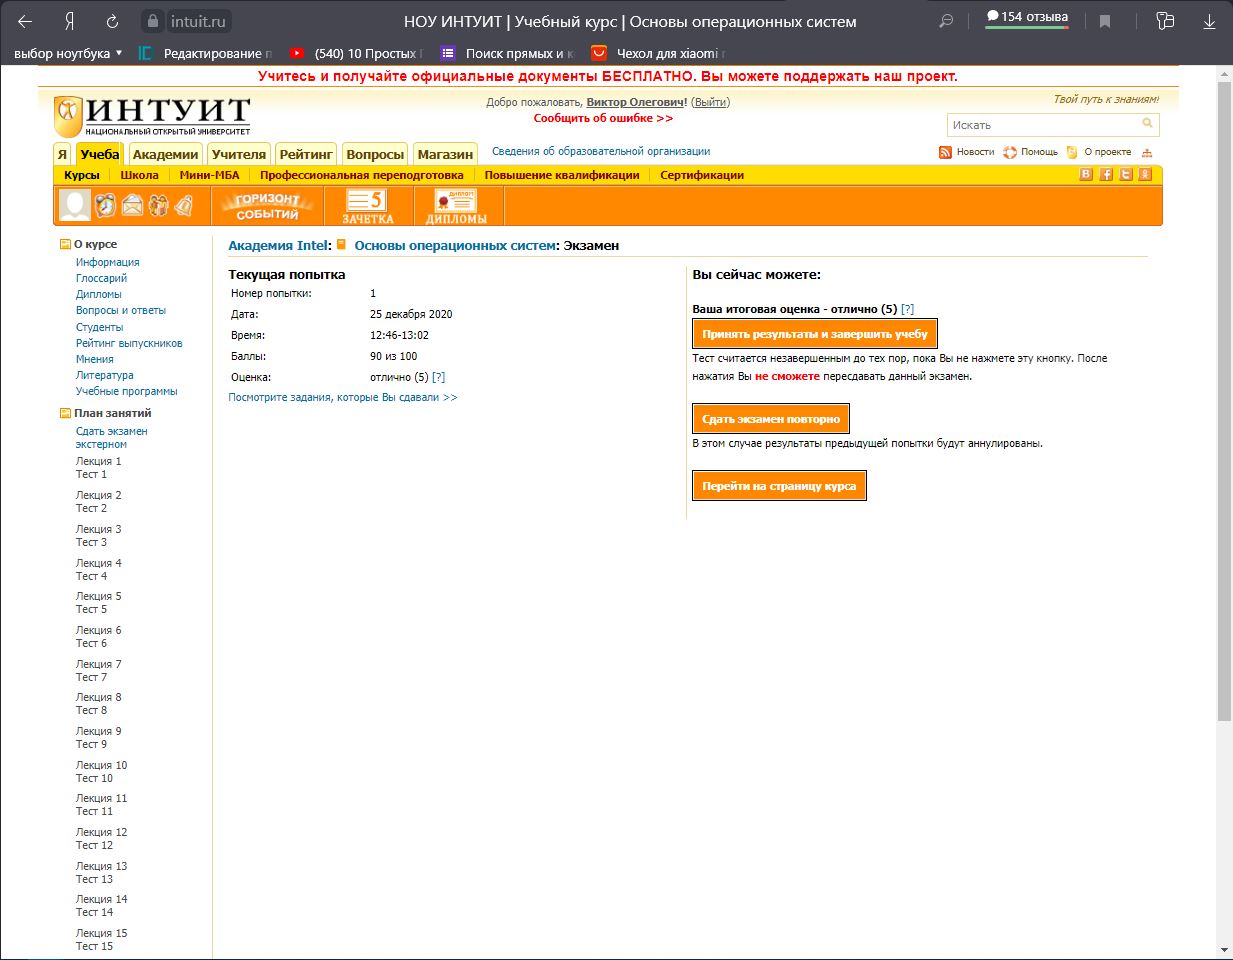 intuit.ru
НОУ ИНТУИТ | Учебный курс | Основы операционных систем
154 отзыва
выбор ноутбука
Редактирование
(540) 10 Простых
Поиск прямых и к
Чехол для xiaomi
Учитесь и получайте официальные документы БЕСПЛАТНО. Вы можете поддержать наш проект.
ИНТУИТ
НАЦИОНАЛЬНЫЙ ОТКРЫТЫЙ УНИВЕРСИТЕТ
Добро пожаловать, Виктор Олегович! (Выйти)
Сообщить об ошибке >>
Твой путь к знаниям!
Искать
Я Учеба Академии Учителя Рейтинг Вопросы Магазин
Сведения об образовательной организации
Новости Помощь О проекте
Курсы Школа Мини-МБА Профессиональная переподготовка Повышение квалификации Сертификации
ГОРИЗОНТ СОБЫТИЙ
5 ЗАЧЕТКА
ДИПЛОМ ДИПЛОМЫ
О курсе
Информация
Глоссарий
Дипломы
Вопросы и ответы
Студенты
Рейтинг выпускников
Мнения
Литература
Учебные программы
План занятий
Сдать экзамен
экстерном
Лекция 1
Тест 1
Лекция 2
Тест 2
Лекция 3
Тест 3
Лекция 4
Тест 4
Лекция 5
Тест 5
Лекция 6
Тест 6
Лекция 7
Тест 7
Лекция 8
Тест 8
Лекция 9
Тест 9
Лекция 10
Тест 10
Лекция 11
Тест 11
Лекция 12
Тест 12
Лекция 13
Тест 13
Лекция 14
Тест 14
Лекция 15
Тест 15
Академия Intel: Основы операционных систем: Экзамен
Текущая попытка
Номер попытки: 1
Дата: 25 декабря 2020
Время: 12:46-13:02
Баллы: 90 из 100
Оценка: отлично (5) [?]
Посмотрите задания, которые Вы сдавали >>
Вы сейчас можете:
Ваша итоговая оценка - отлично (5) [?]
Принять результаты и завершить учебу
Тест считается незавершенным до тех пор, пока Вы не нажмете эту кнопку. После
нажатия Вы не сможете пересдавать данный экзамен.
Сдать экзамен повторно
В этом случае результаты предыдущей попытки будут аннулированы.
Перейти на страницу курса